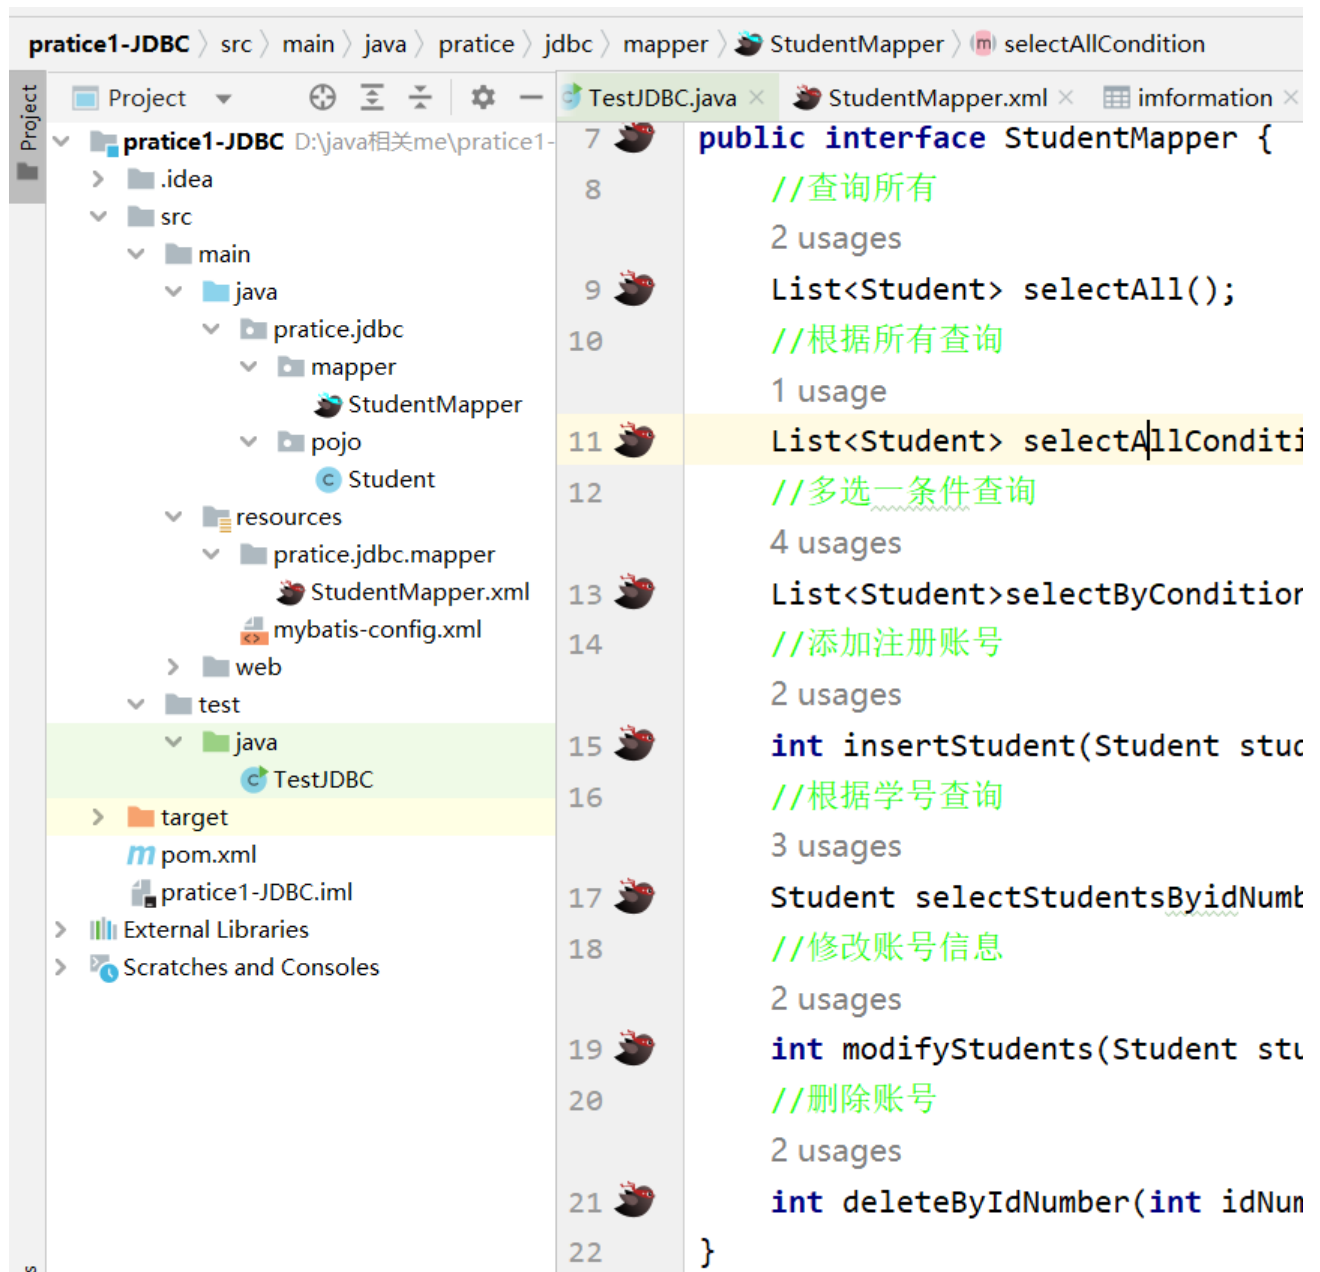 pratice1-JDBC 〉 src 〉 main 〉 java 〉 pratice 〉 jdbc 〉 mapper 〉 StudentMapper 〉 m selectAllCondition
Project
Project
TestJDBC.java × StudentMapper.xml × imformation ×
pratice1-JDBC D:\java相关me\pratice1-
.idea
src
main
java
pratice.jdbc
mapper
StudentMapper
pojo
Student
resources
pratice.jdbc.mapper
StudentMapper.xml
mybatis-config.xml
web
test
java
TestJDBC
target
pom.xml
pratice1-JDBC.iml
External Libraries
Scratches and Consoles
7 public interface StudentMapper {
8 //查询所有
2 usages
9 List<Student> selectAll();
10 //根据所有查询
1 usage
11 List<Student> selectAllConditi
12 //多选一条件查询
4 usages
13 List<Student>selectByCondition
14 //添加注册账号
2 usages
15 int insertStudent(Student stud
16 //根据学号查询
3 usages
17 Student selectStudentsByidNumb
18 //修改账号信息
2 usages
19 int modifyStudents(Student stu
20 //删除账号
2 usages
21 int deleteByIdNumber(int idNum
22 }